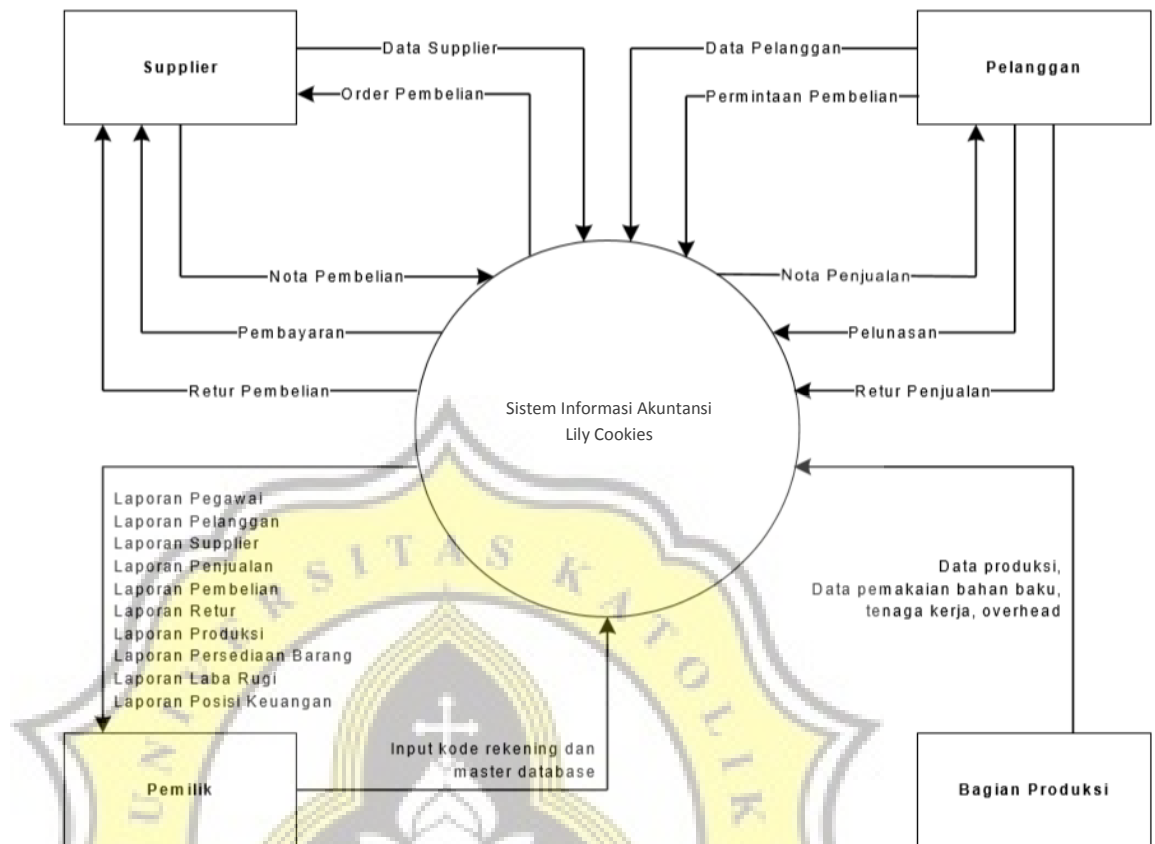 Supplier
Data Supplier
Order Pembelian
Data Pelanggan
Permintaan Pembelian
Pelanggan
Nota Pembelian
Pembayaran
Retur Pembelian
Nota Penjualan
Pelunasan
Retur Penjualan
Sistem Informasi Akuntansi
Lily Cookies
Laporan Pegawai
Laporan Pelanggan
Laporan Supplier
Laporan Penjualan
Laporan Pembelian
Laporan Retur
Laporan Produksi
Laporan Persediaan Barang
Laporan Laba Rugi
Laporan Posisi Keuangan
Data produksi,
Data pemakaian bahan baku,
tenaga kerja, overhead
Input kode rekening dan
master database
Pemilik
Bagian Produksi
UNIVERSITAS KATOLIK